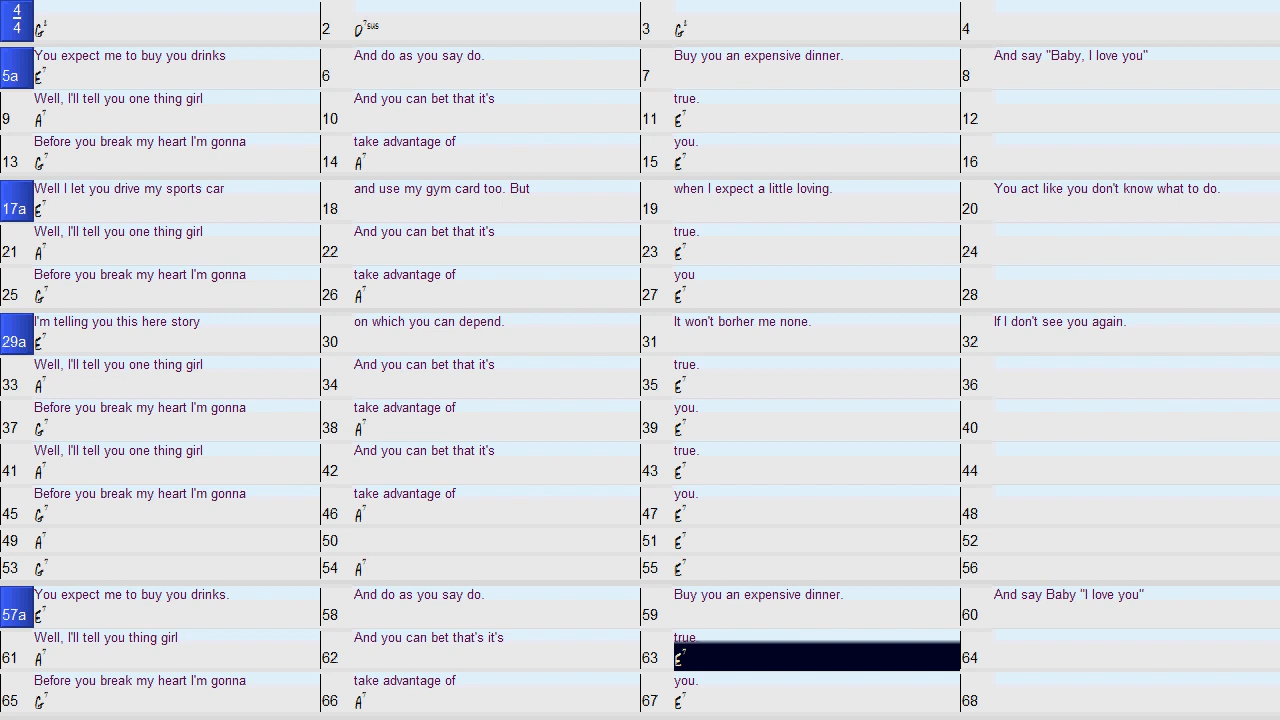 4/4 G⁸ 2 D⁷ˢᵘˢ 3 G⁸ 4
You expect me to buy you drinks And do as you say do. Buy you an expensive dinner. And say "Baby, I love you"
5a E⁷ 6 7 8
Well, I'll tell you one thing girl And you can bet that it's true.
9 A⁷ 10 11 E⁷ 12
Before you break my heart I'm gonna take advantage of you.
13 G⁷ 14 A⁷ 15 E⁷ 16
Well I let you drive my sports car and use my gym card too. But when I expect a little loving. You act like you don't know what to do.
17a E⁷ 18 19 20
Well, I'll tell you one thing girl And you can bet that it's true.
21 A⁷ 22 23 E⁷ 24
Before you break my heart I'm gonna take advantage of you
25 G⁷ 26 A⁷ 27 E⁷ 28
I'm telling you this here story on which you can depend. It won't borher me none. If I don't see you again.
29a E⁷ 30 31 32
Well, I'll tell you one thing girl And you can bet that it's true.
33 A⁷ 34 35 E⁷ 36
Before you break my heart I'm gonna take advantage of you.
37 G⁷ 38 A⁷ 39 E⁷ 40
Well, I'll tell you one thing girl And you can bet that it's true.
41 A⁷ 42 43 E⁷ 44
Before you break my heart I'm gonna take advantage of you.
45 G⁷ 46 A⁷ 47 E⁷ 48
49 A⁷ 50 51 E⁷ 52
53 G⁷ 54 A⁷ 55 E⁷ 56
You expect me to buy you drinks. And do as you say do. Buy you an expensive dinner. And say Baby "I love you"
57a E⁷ 58 59 60
Well, I'll tell you thing girl And you can bet that's it's true
61 A⁷ 62 63 E⁷ 64
Before you break my heart I'm gonna take advantage of you.
65 G⁷ 66 A⁷ 67 E⁷ 68